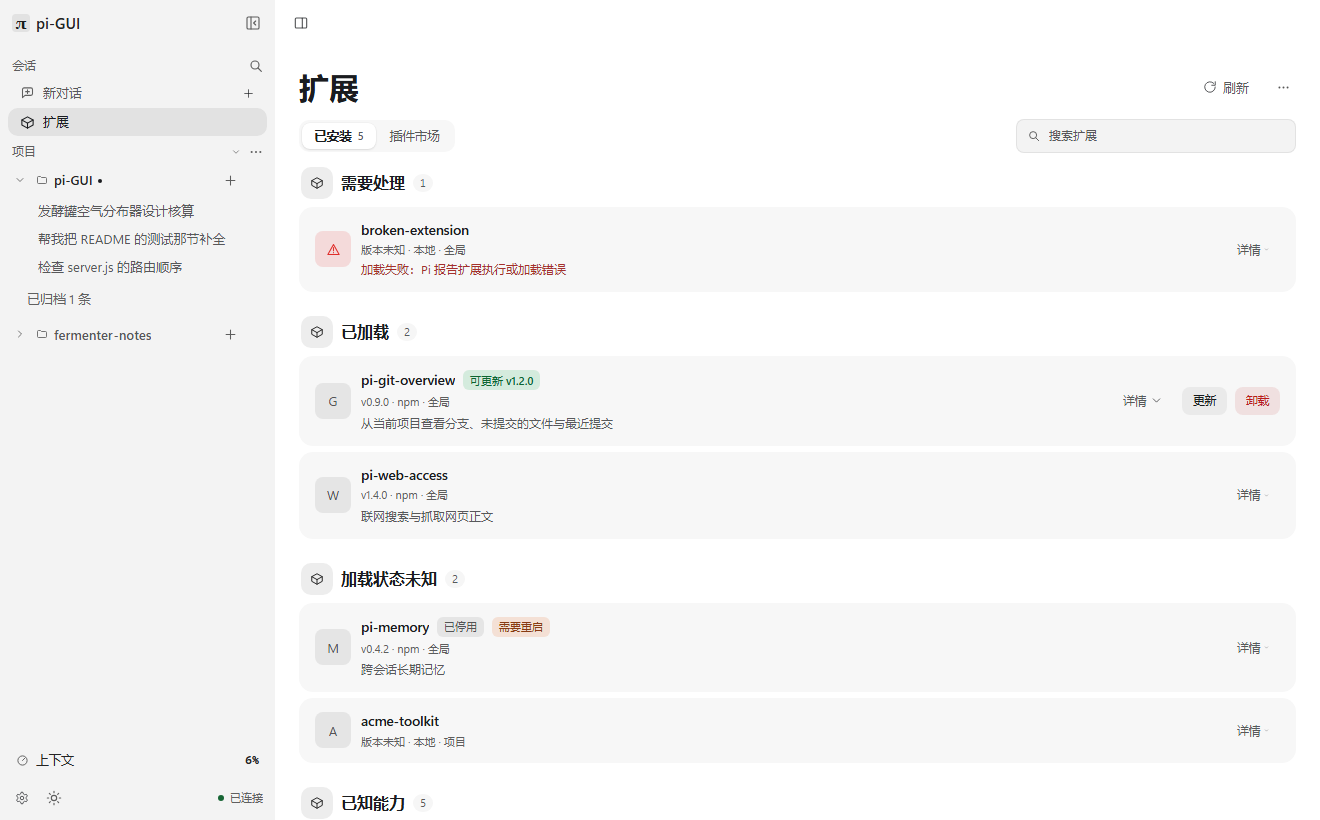 π pi-GUI
会话
新对话
扩展
项目
pi-GUI •
发酵罐空气分布器设计核算
帮我把 README 的测试那节补全
检查 server.js 的路由顺序
已归档 1 条
fermenter-notes
上下文 6%
已连接
扩展
刷新
已安装 5 插件市场
搜索扩展
需要处理 1
broken-extension
版本未知 · 本地 · 全局
加载失败：Pi 报告扩展执行或加载错误
详情
已加载 2
pi-git-overview 可更新 v1.2.0
G
v0.9.0 · npm · 全局
从当前项目查看分支、未提交的文件与最近提交
详情 更新 卸载
pi-web-access
W
v1.4.0 · npm · 全局
联网搜索与抓取网页正文
详情
加载状态未知 2
pi-memory 已停用 需要重启
M
v0.4.2 · npm · 全局
跨会话长期记忆
详情
acme-toolkit
A
版本未知 · 本地 · 项目
详情
已知能力 5